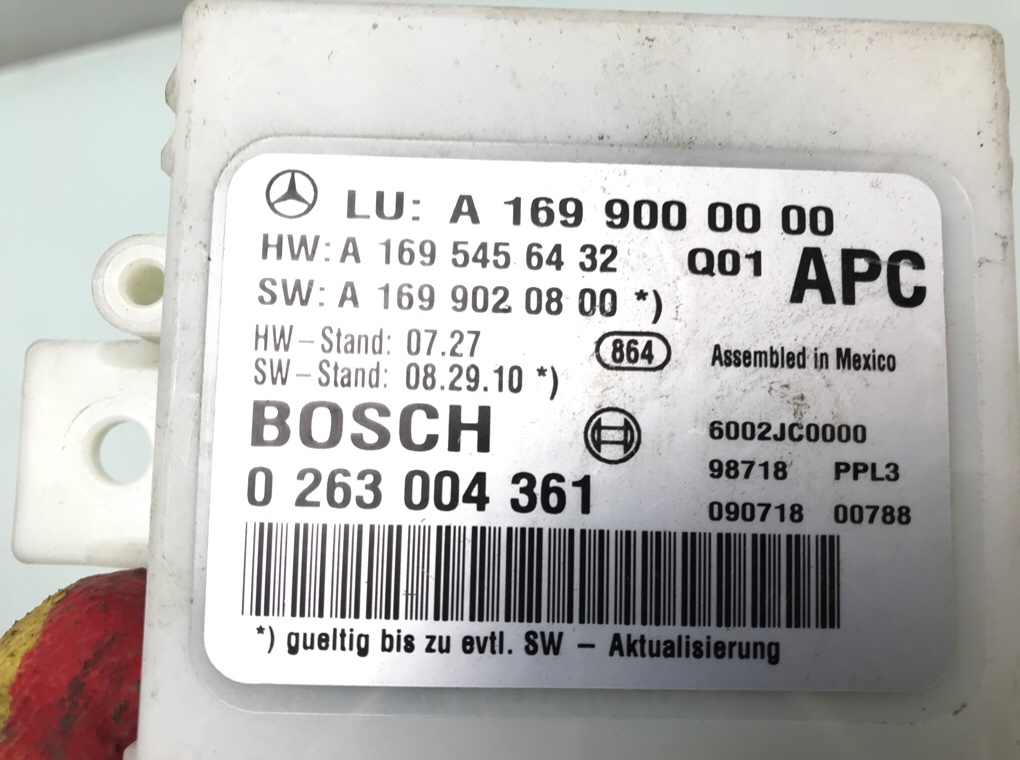 LU: A 169 900 00 00
HW: A 169 545 64 32 Q01 APC
SW: A 169 902 08 00 *)
HW-Stand: 07.27
SW-Stand: 08.29.10 *)
864 Assembled in Mexico
BOSCH
0 263 004 361
6002JC0000
98718 PPL3
090718 00788
*) gueltig bis zu evtl. SW - Aktualisierung